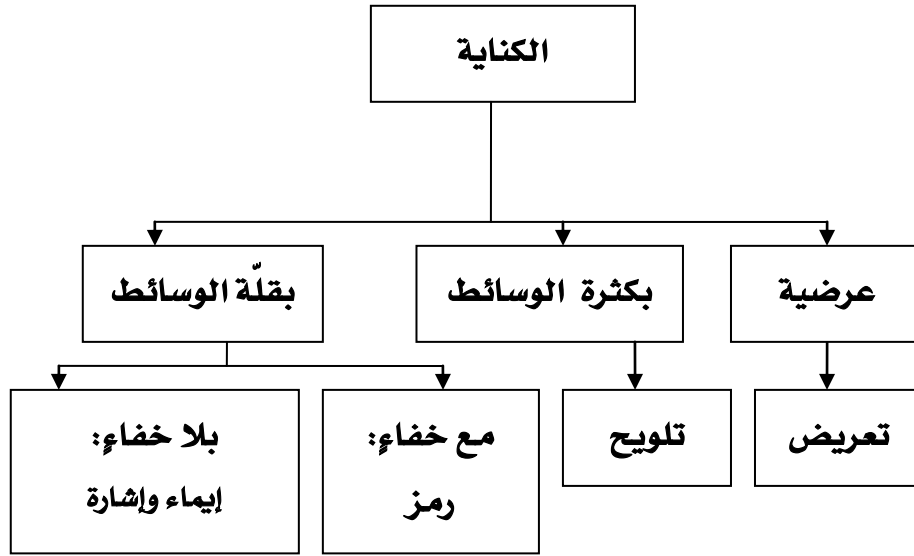 الكناية
عرضية
بكثرة الوسائط
بقلّة الوسائط
تعريض
تلويح
مع خفاءٍ:
رمز
بلا خفاءٍ:
إيماء وإشارة